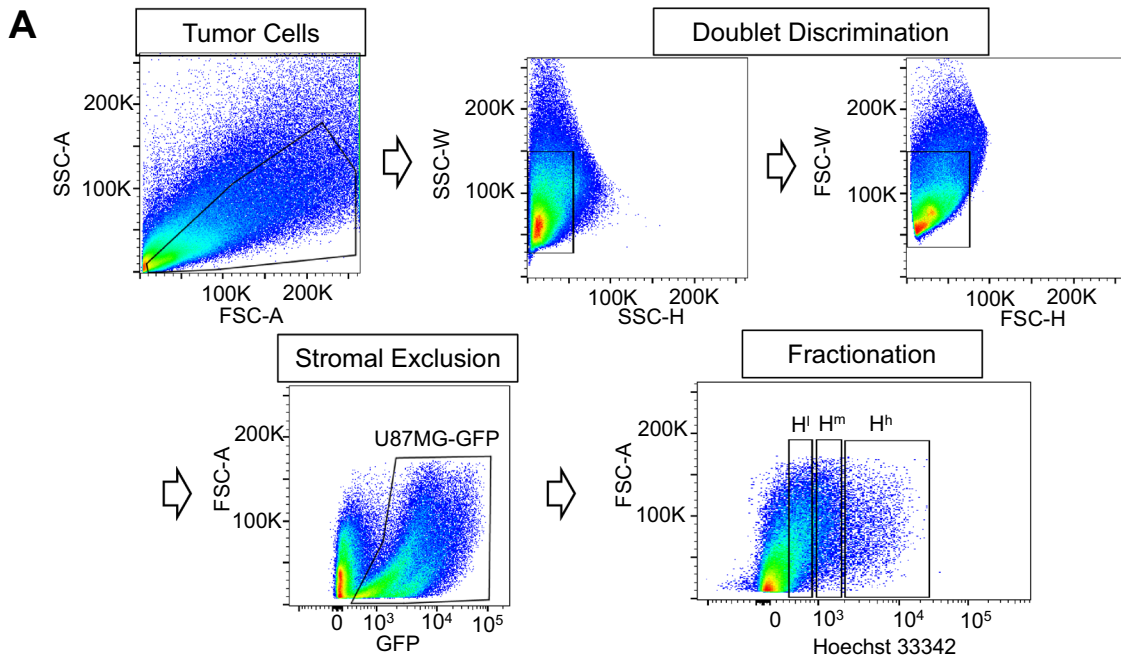 A
Tumor Cells
Doublet Discrimination
SSC-A
200K
100K
100K 200K
FSC-A
SSC-W
200K
100K
100K 200K
SSC-H
FSC-W
200K
100K
100K 200K
FSC-H
Stromal Exclusion
Fractionation
FSC-A
200K
100K
U87MG-GFP
0 10³ 10⁴ 10⁵
GFP
FSC-A
200K
100K
Hˡ Hᵐ Hʰ
0 10³ 10⁴ 10⁵
Hoechst 33342